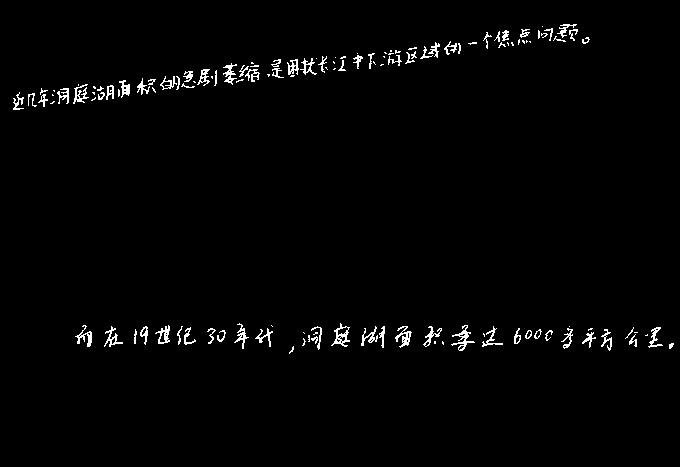 近几年洞庭湖面积的急剧萎缩,是困扰长江中下游区域的一个焦点问题。
而在19世纪30年代,洞庭湖面积要达6000多平方公里。